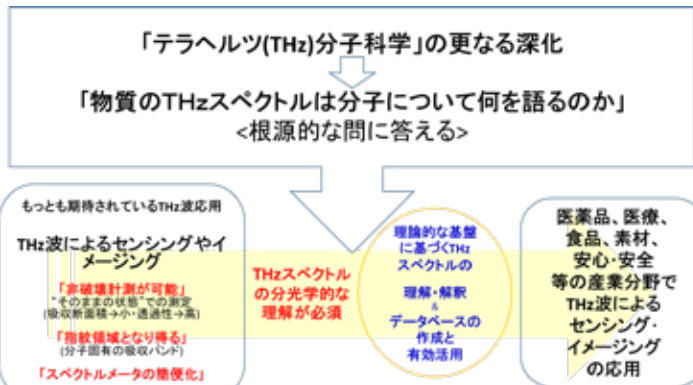 「テラヘルツ(THz)分子科学」の更なる深化
「物質のTHzスペクトルは分子について何を語るのか」
<根源的な問に答える>
もっとも期待されているTHz波応用
THz波によるセンシングやイ
メージング
「非破壊計測が可能」
"そのままの状態"での測定
(吸収断面積→小・透過性→高)
「指紋領域となり得る」
(分子固有の吸収バンド)
「スペクトルメータの簡便化」
THzスペクトル
の分光学的な
理解が必須
理論的な基盤
に基づくTHz
スペクトルの
理解・解釈
&
データベースの
作成と
有効活用
医薬品、医療、
食品、素材、
安心・安全
等の産業分野で
THz波による
センシング・
イメージング
の応用